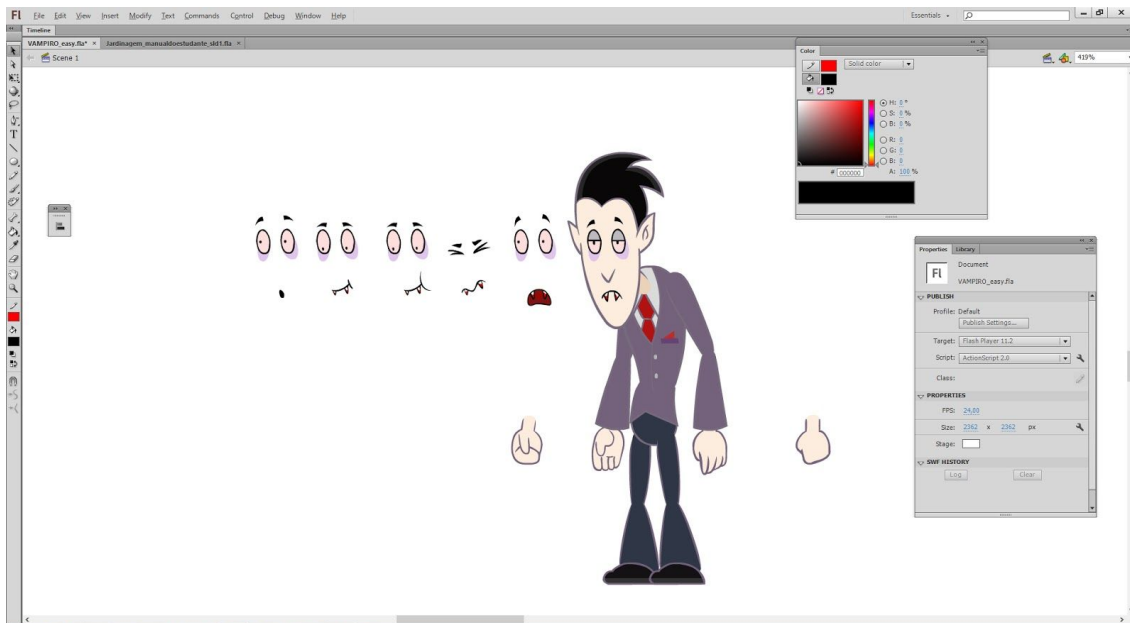 Fl File Edit View Insert Modify Text Commands Control Debug Window Help Essentials
Timeline
VAMPIRO_easy.fla* × Jardinagem_manualdoestudante_sld1.fla ×
Scene 1 419%
Color
Solid color
H: 0 °
S: 0 %
B: 0 %
R: 0
G: 0
B: 0
# 000000 A: 100 %
Properties Library
Fl Document
VAMPIRO_easy.fla
PUBLISH
Profile: Default
Publish Settings...
Target: Flash Player 11.2
Script: ActionScript 2.0
Class:
PROPERTIES
FPS: 24,00
Size: 2362 x 2362 px
Stage:
SWF HISTORY
Log Clear